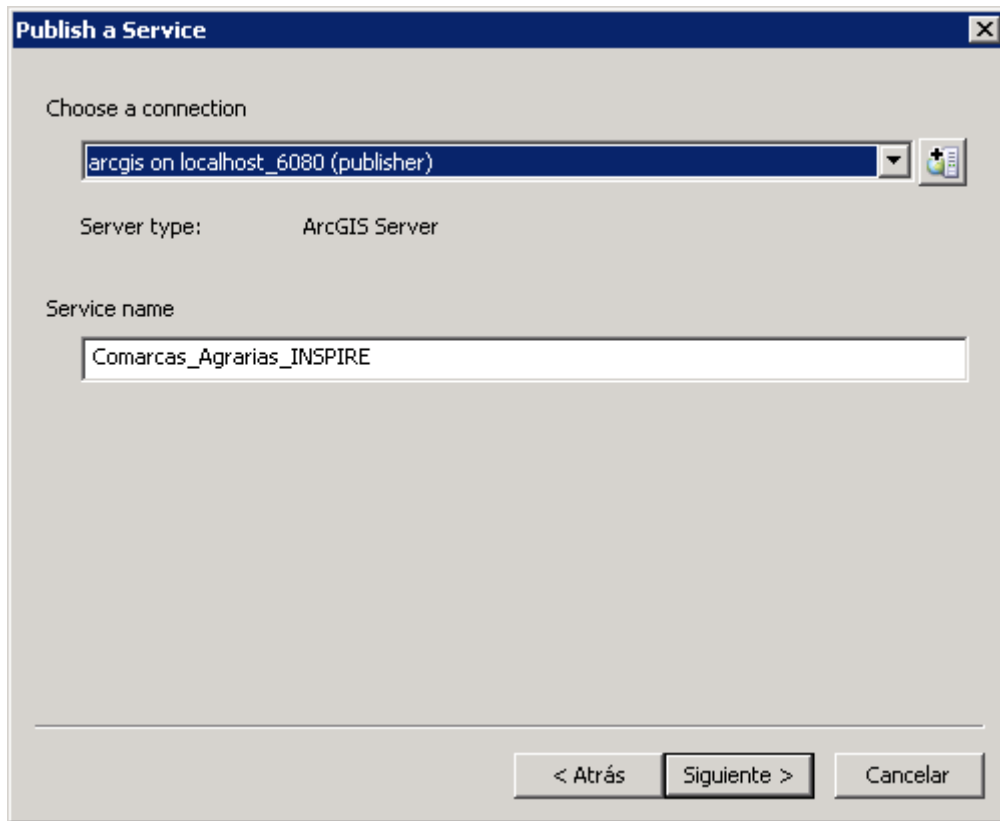 Publish a Service
Choose a connection
arcgis on localhost_6080 (publisher)
Server type: ArcGIS Server
Service name
Comarcas_Agrarias_INSPIRE
< Atrás Siguiente > Cancelar